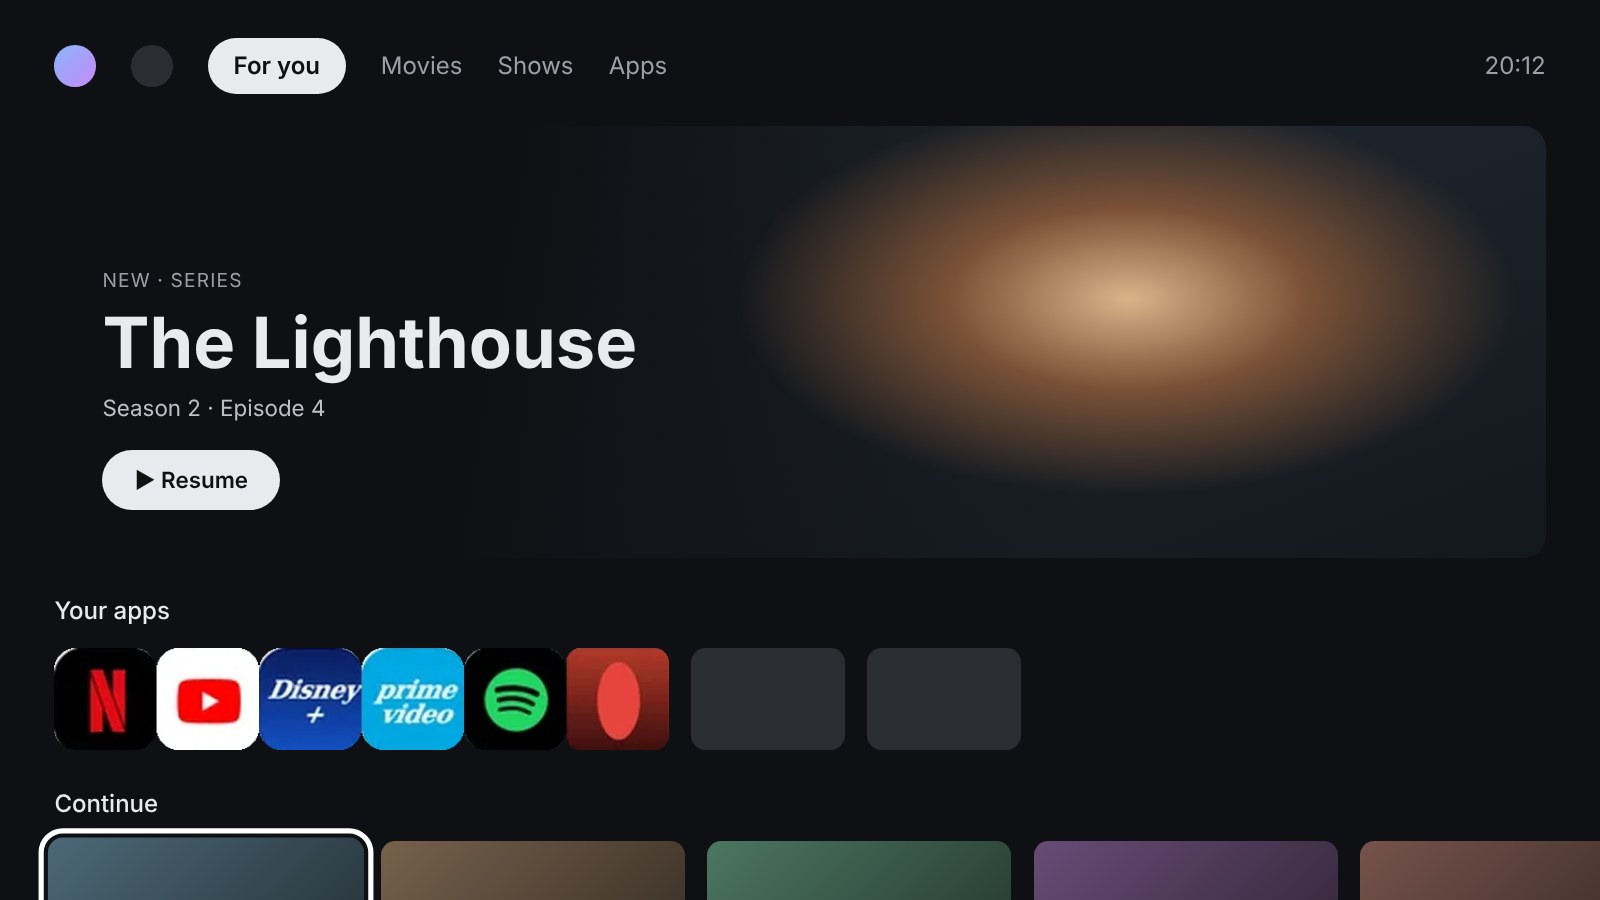 For you
Movies
Shows
Apps
20:12
NEW · SERIES
The Lighthouse
Season 2 · Episode 4
▶ Resume
Your apps
N
Disney
+
prime
video
Continue